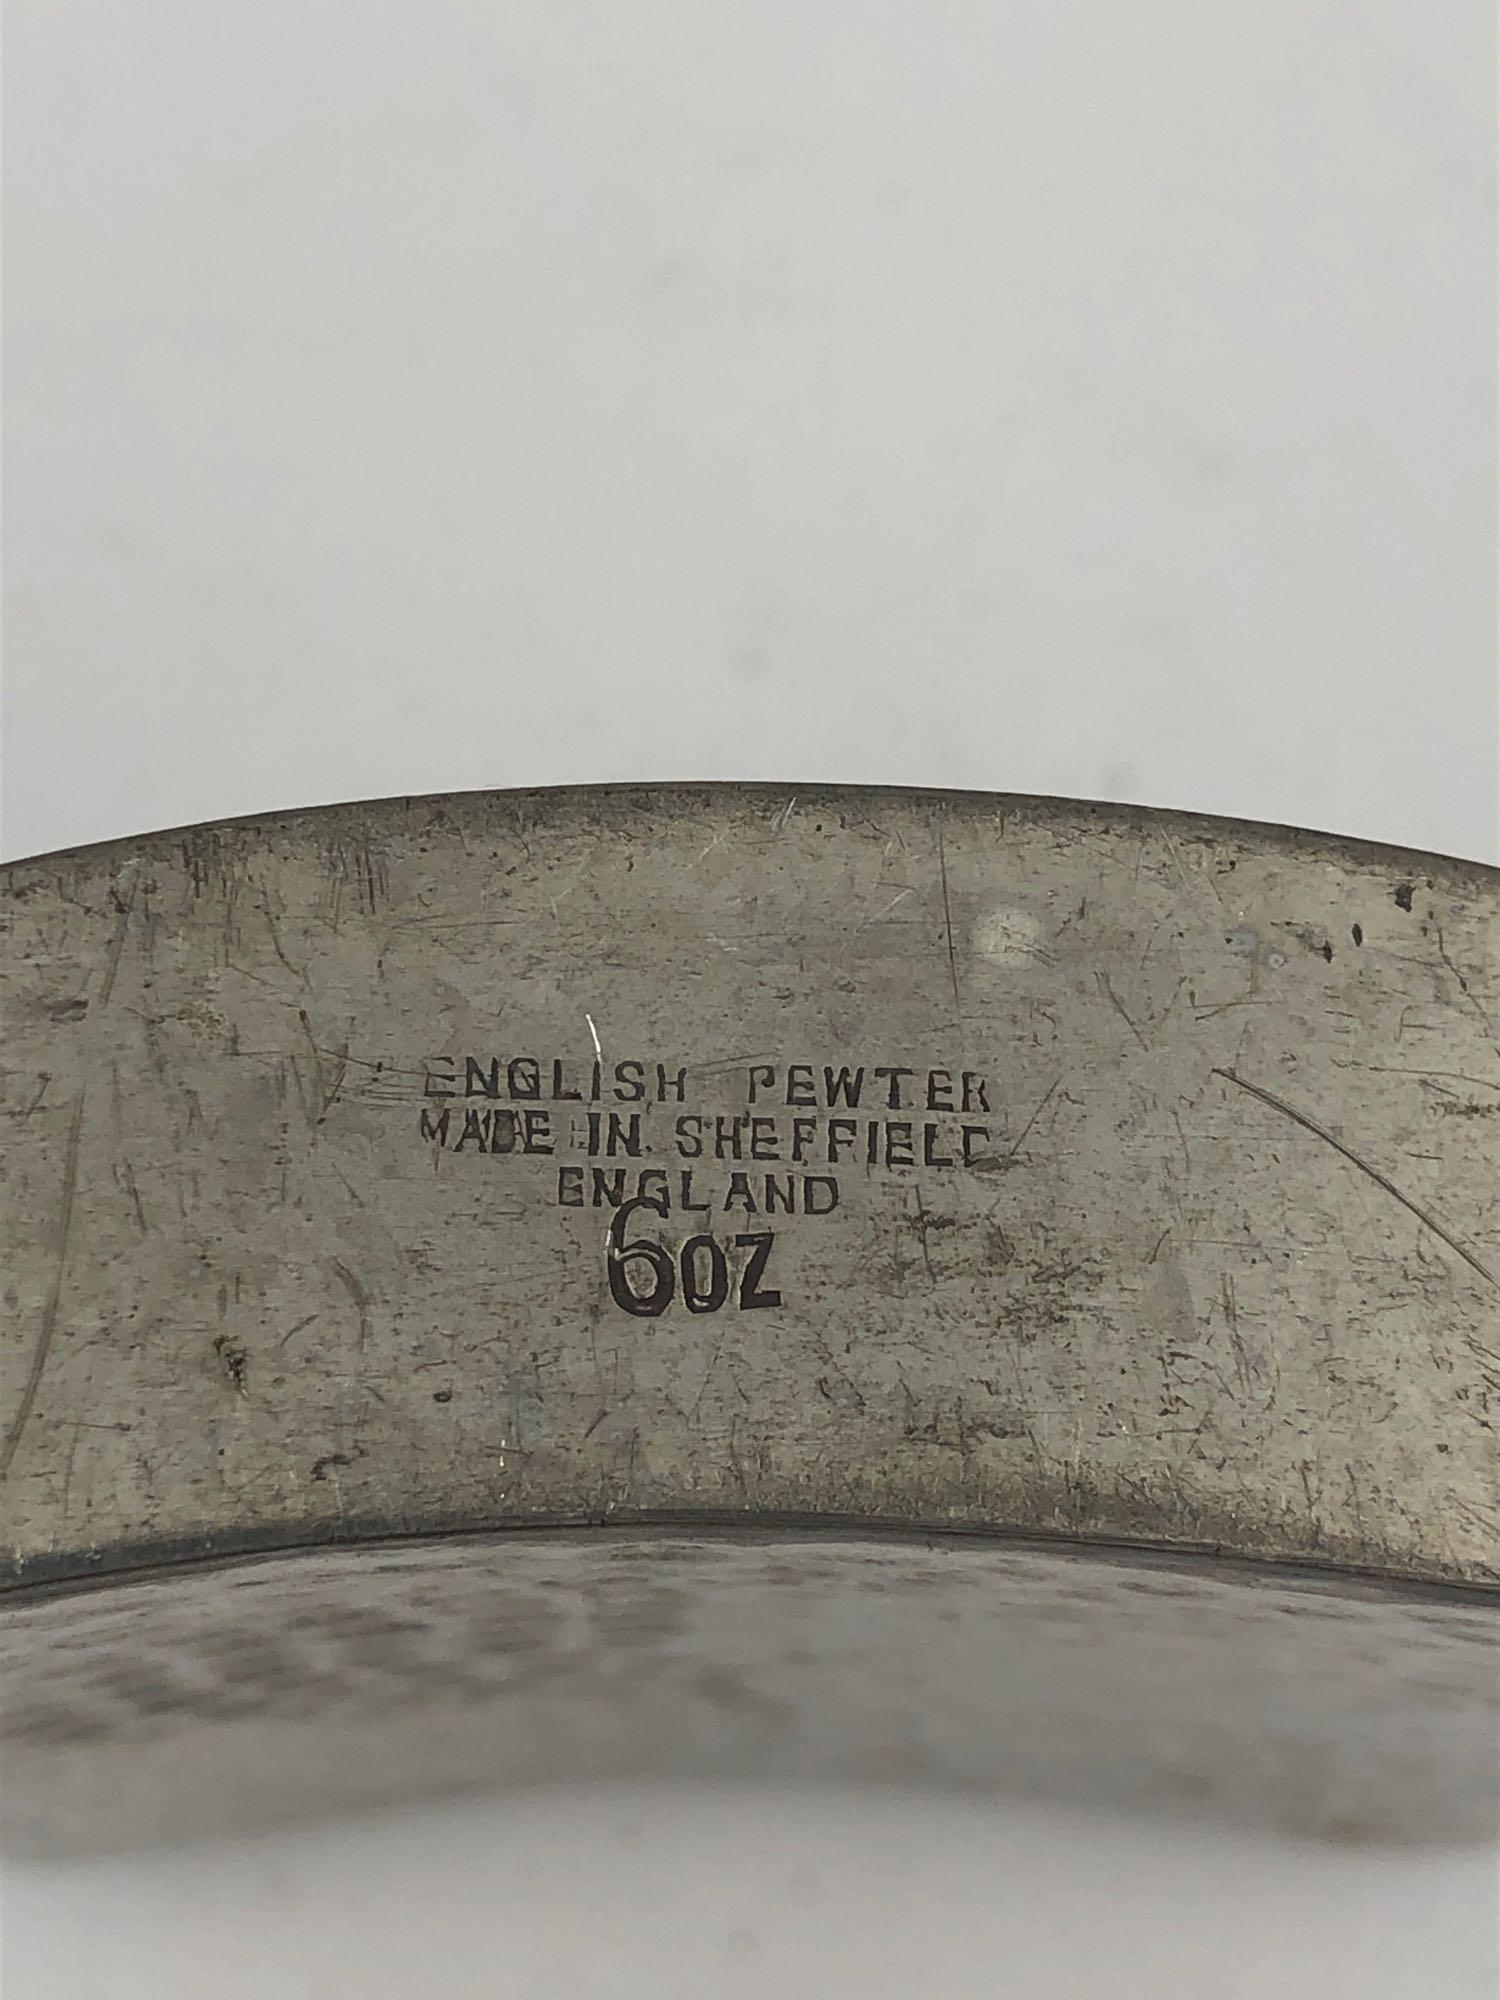 ENGLISH PEWTER
MADE IN SHEFFIELD
ENGLAND
6OZ